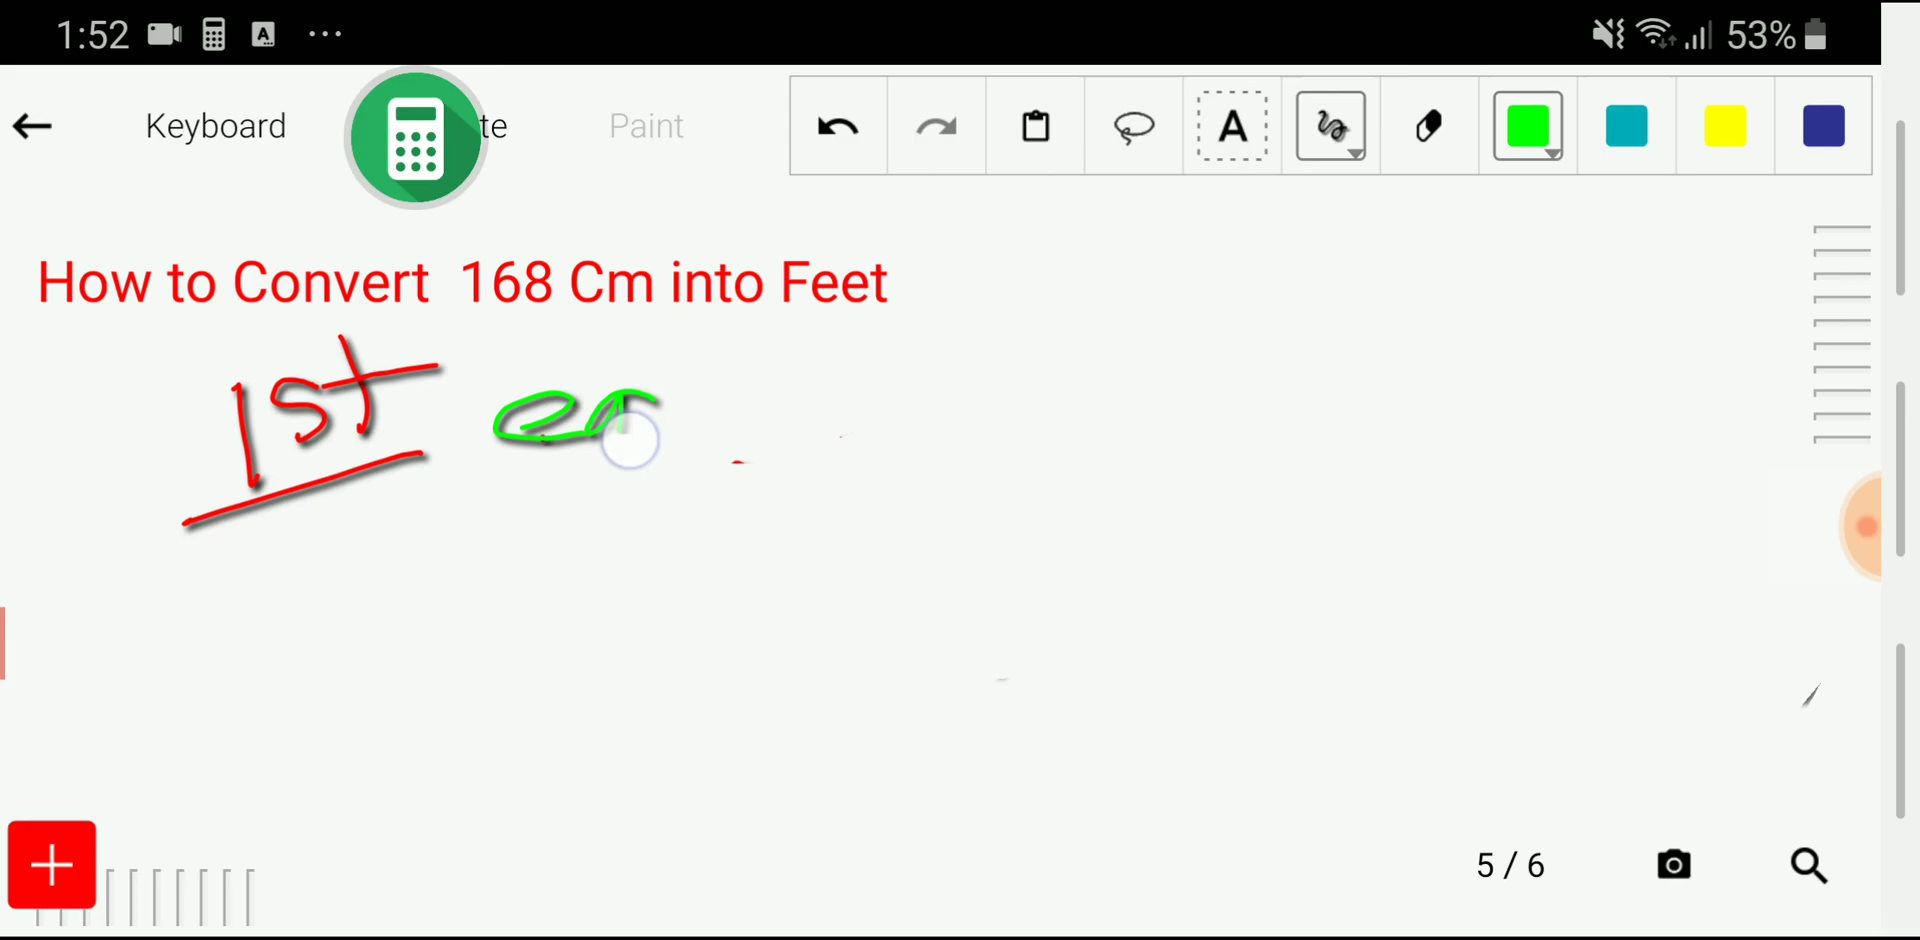 1:52 53%
Keyboard te Paint A
How to Convert 168 Cm into Feet
1st
5 / 6